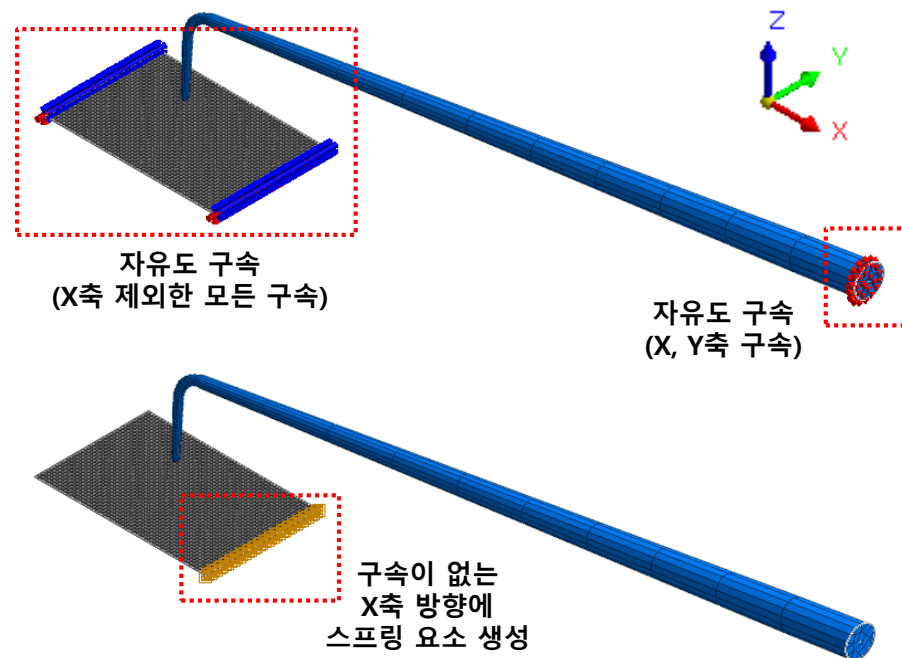 Z
Y
X
자유도 구속
(X축 제외한 모든 구속)
자유도 구속
(X, Y축 구속)
구속이 없는
X축 방향에
스프링 요소 생성